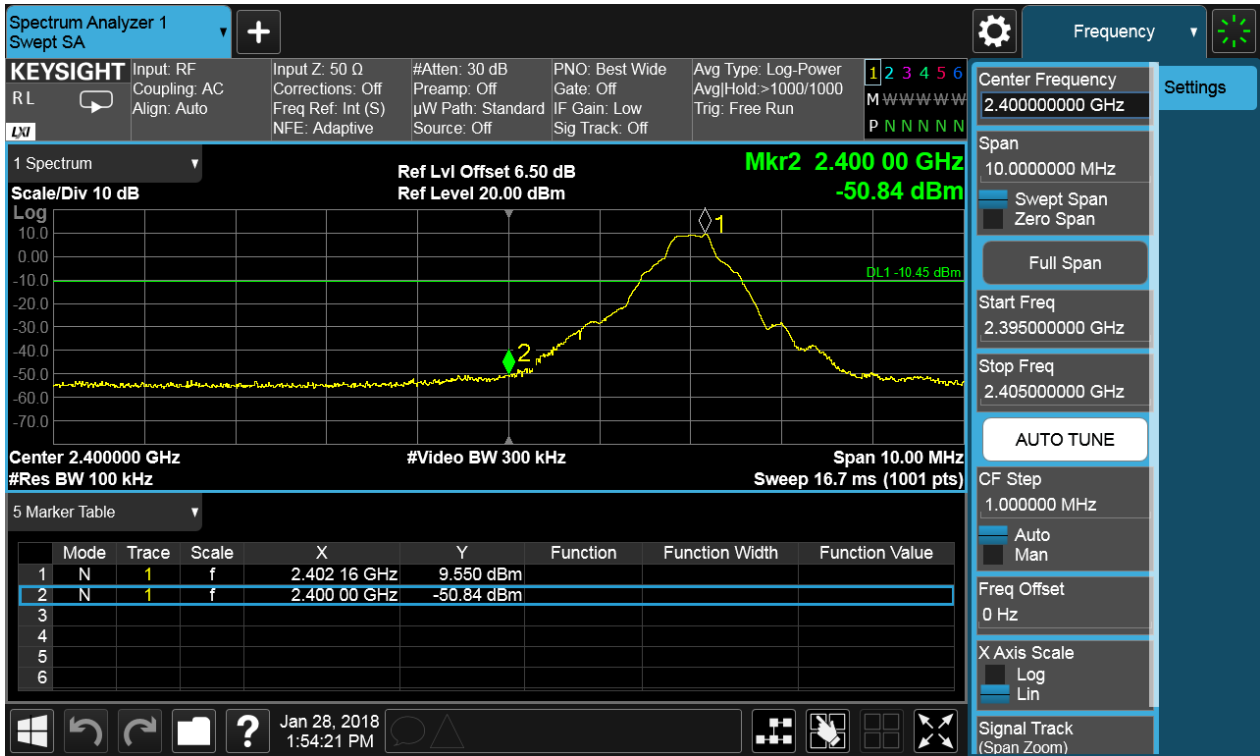 Spectrum Analyzer 1
Swept SA
+
Frequency
KEYSIGHT Input: RF Input Z: 50 Ω #Atten: 30 dB PNO: Best Wide Avg Type: Log-Power 1 2 3 4 5 6
RL Coupling: AC Corrections: Off Preamp: Off Gate: Off Avg|Hold:>1000/1000 M W W W W W W
Align: Auto Freq Ref: Int (S) µW Path: Standard IF Gain: Low Trig: Free Run
LXI NFE: Adaptive Source: Off Sig Track: Off P N N N N N N
1 Spectrum
Ref Lvl Offset 6.50 dB
Mkr2 2.400 00 GHz
Scale/Div 10 dB Ref Level 20.00 dBm -50.84 dBm
Log
10.0
0.00
-10.0
-20.0
-30.0
-40.0
-50.0
-60.0
-70.0
1
DL1 -10.45 dBm
1
2
Center 2.400000 GHz #Video BW 300 kHz Span 10.00 MHz
#Res BW 100 kHz Sweep 16.7 ms (1001 pts)
5 Marker Table
Mode Trace Scale X Y Function Function Width Function Value
1 N 1 f 2.402 16 GHz 9.550 dBm
2 N 1 f 2.400 00 GHz -50.84 dBm
3
4
5
6
Center Frequency
2.400000000 GHz
Span
10.0000000 MHz
Swept Span
Zero Span
Full Span
Start Freq
2.395000000 GHz
Stop Freq
2.405000000 GHz
AUTO TUNE
CF Step
1.000000 MHz
Auto
Man
Freq Offset
0 Hz
X Axis Scale
Log
Lin
Signal Track
(Span Zoom)
Settings
?
Jan 28, 2018
1:54:21 PM